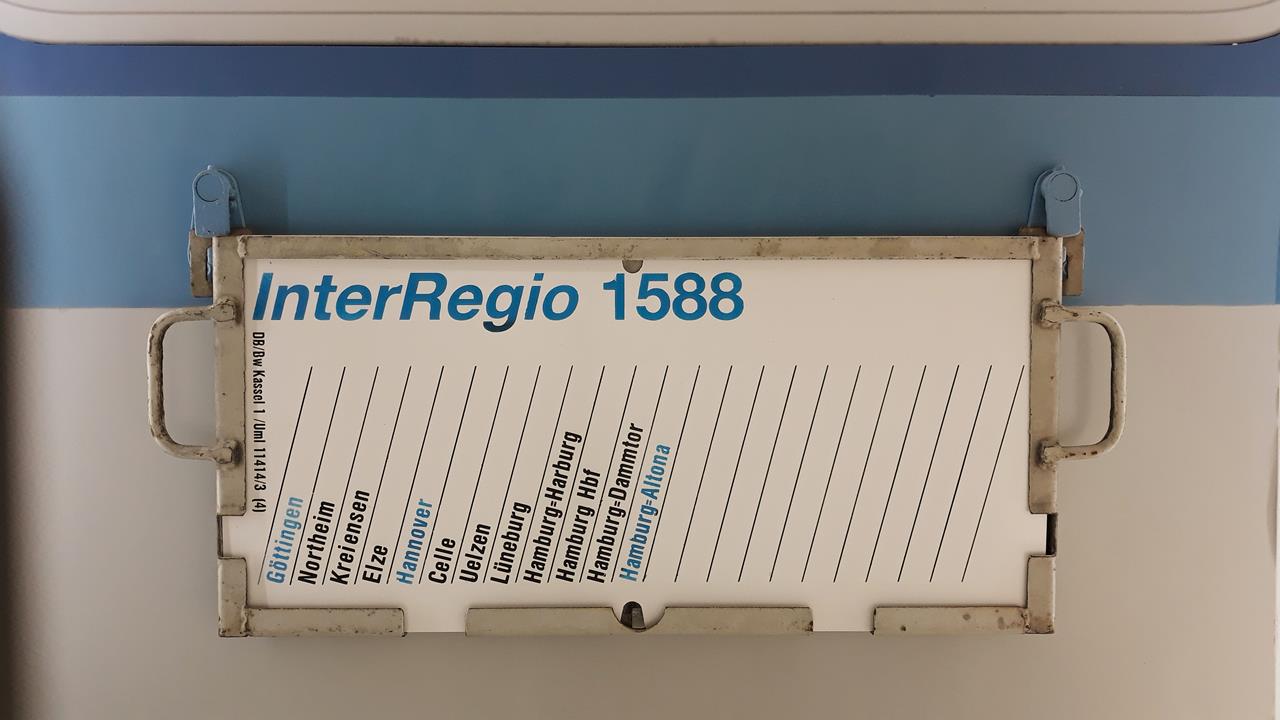 InterRegio 1588
DB/Bw Kassel 1 /Uml 11414/3 (4)
Göttingen
Northeim
Kreiensen
Elze
Hannover
Celle
Uelzen
Lüneburg
Hamburg=Harburg
Hamburg Hbf
Hamburg=Dammtor
Hamburg=Altona